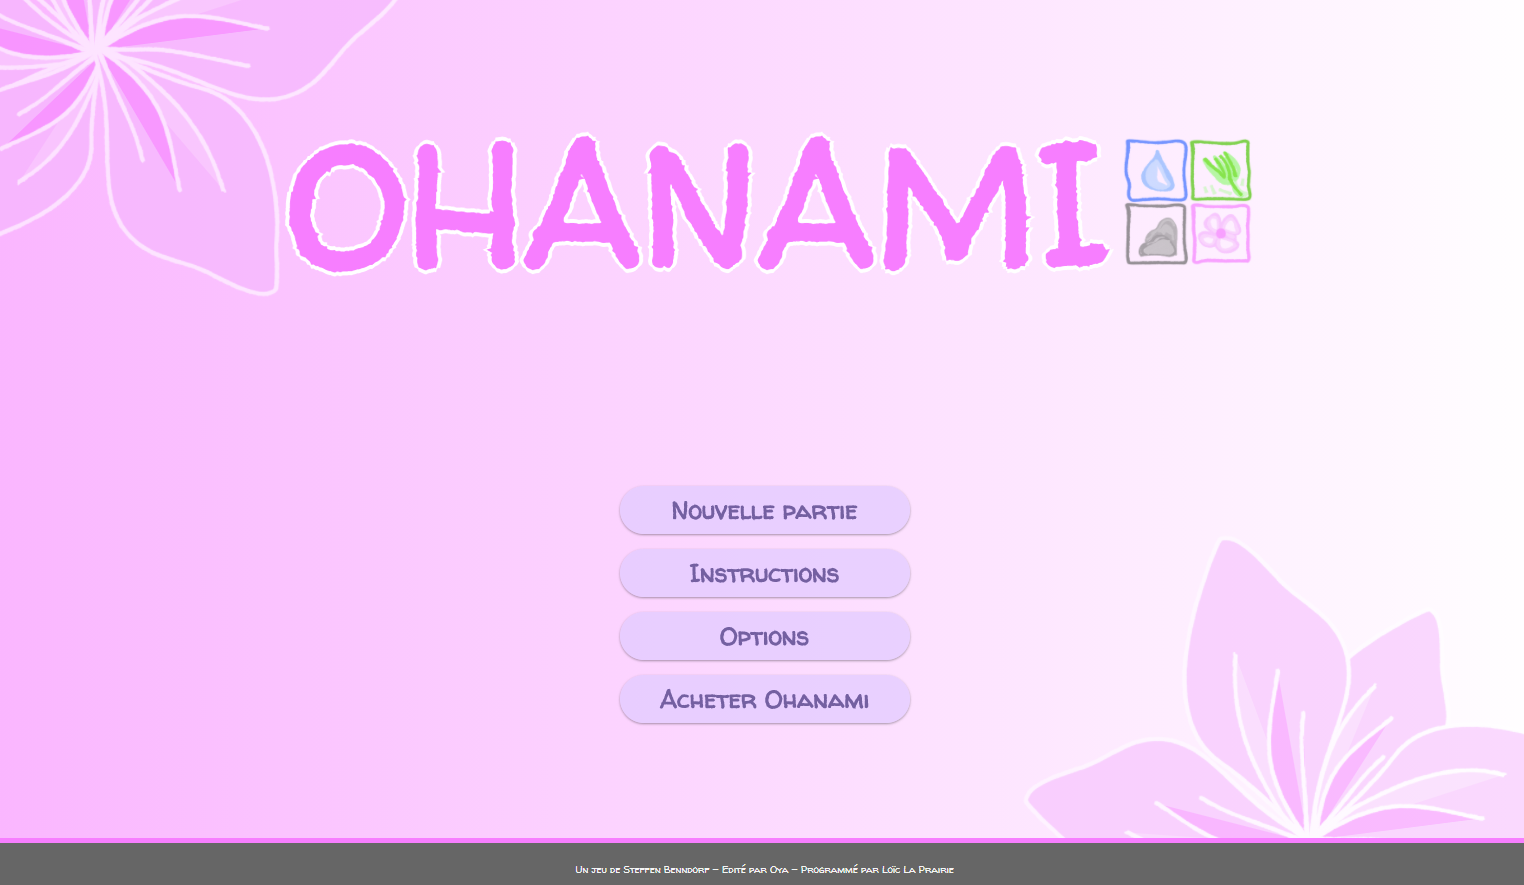 OHANAMI
Nouvelle partie
Instructions
Options
Acheter Ohanami
Un jeu de Steffen Benndorf – Edité par Oya – Programmé par Loïc La Prairie